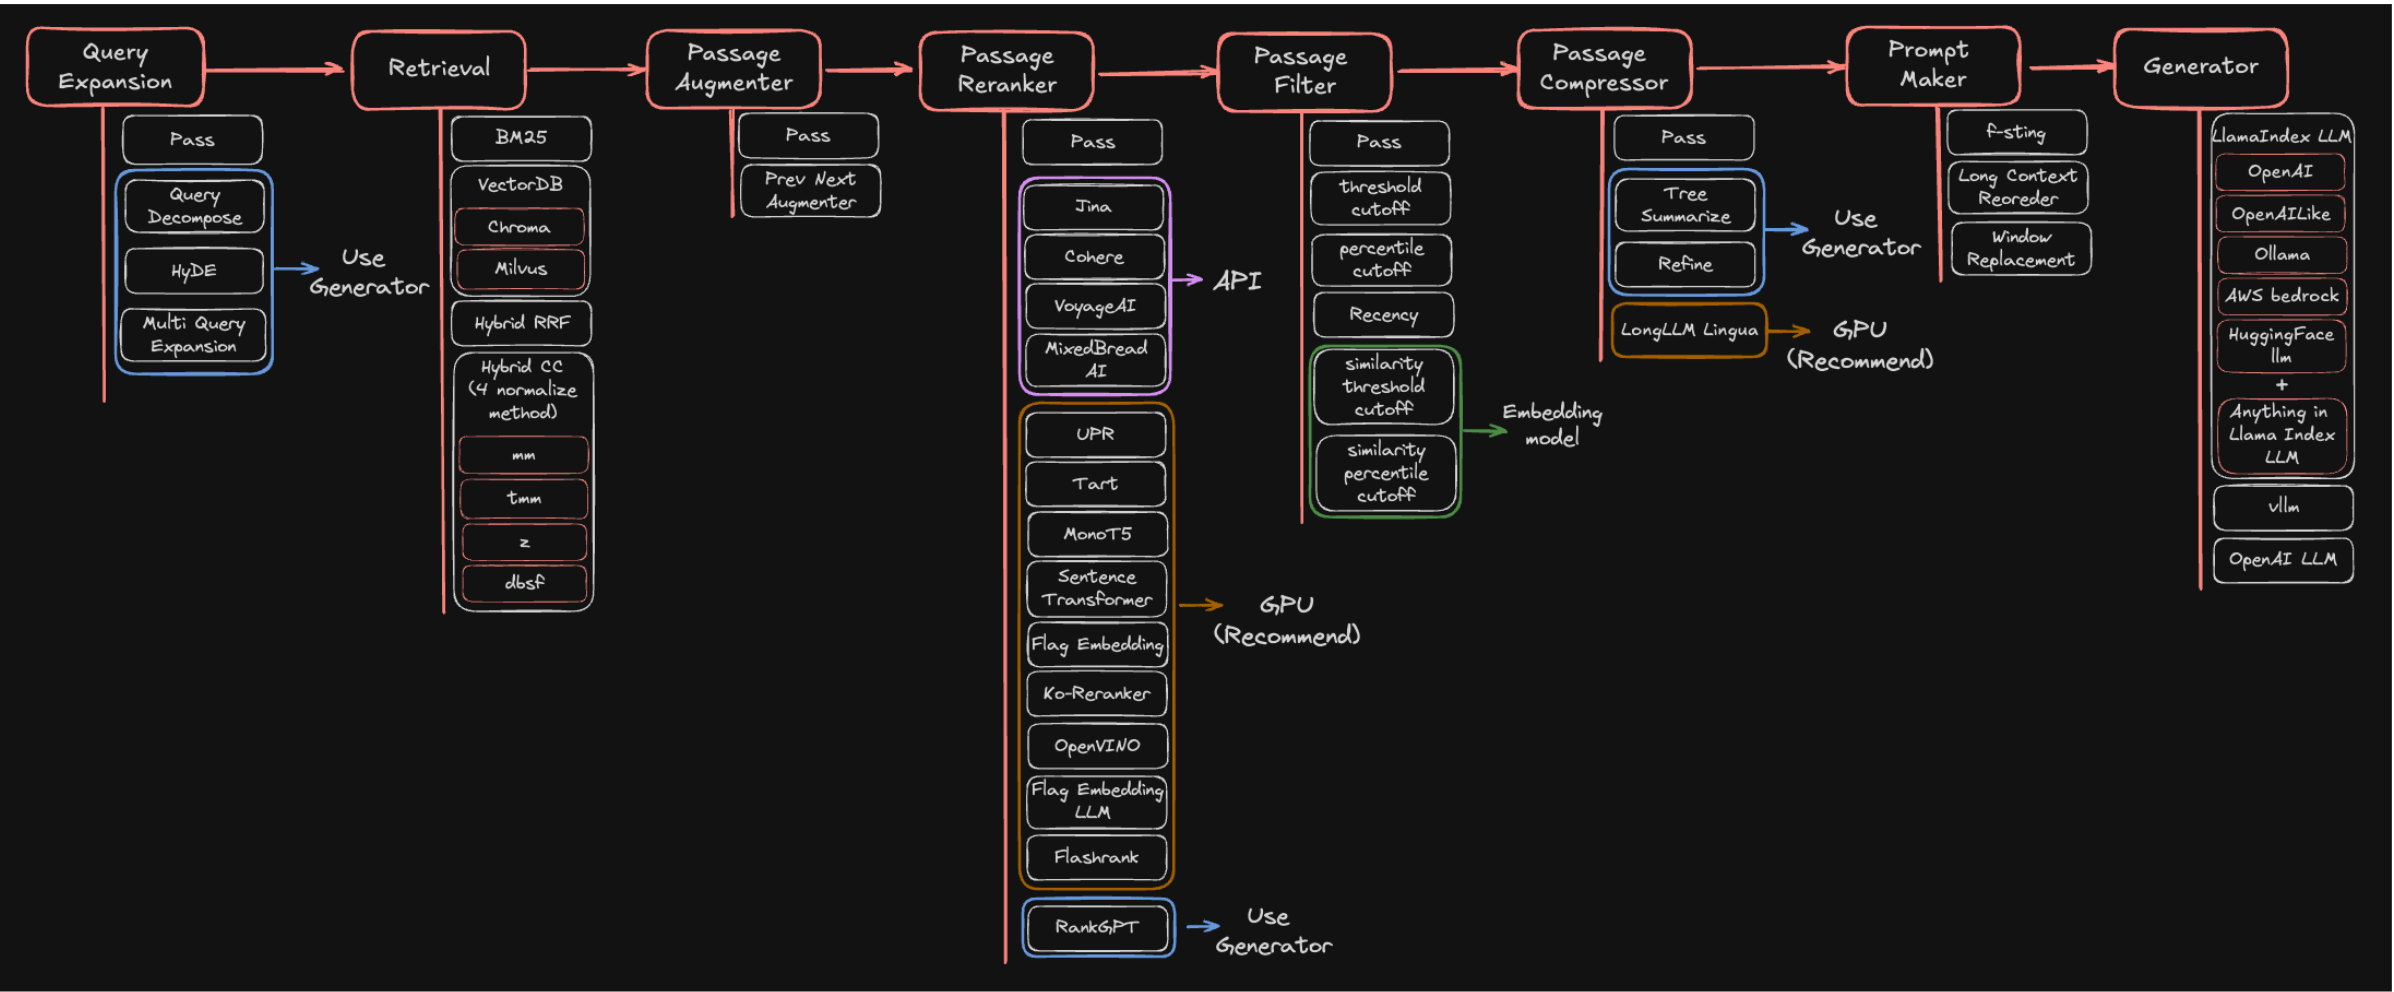 Query
Expansion
Pass
Query
Decompose
HyDE
Multi Query
Expansion
Use
Generator
Retrieval
BM25
VectorDB
Chroma
Milvus
Hybrid RRF
Hybrid CC
(4 normalize
method)
mm
tmm
z
dbsf
Passage
Augmenter
Pass
Prev Next
Augmenter
Passage
Reranker
Pass
Jina
Cohere
VoyageAI
MixedBread
AI
API
UPR
Tart
MonoT5
Sentence
Transformer
Flag Embedding
Ko-Reranker
OpenVINO
Flag Embedding
LLM
Flashrank
GPU
(Recommend)
RankGPT
Use
Generator
Passage
Filter
Pass
threshold
cutoff
percentile
cutoff
Recency
similarity
threshold
cutoff
similarity
percentile
cutoff
Embedding
model
Passage
Compressor
Pass
Tree
Summarize
Refine
Use
Generator
LongLLM Lingua
GPU
(Recommend)
Prompt
Maker
f-sting
Long Context
Reoreder
Window
Replacement
Generator
LlamaIndex LLM
OpenAI
OpenAILike
Ollama
AWS bedrock
HuggingFace
llm
+
Anything in
Llama Index
LLM
vllm
OpenAI LLM